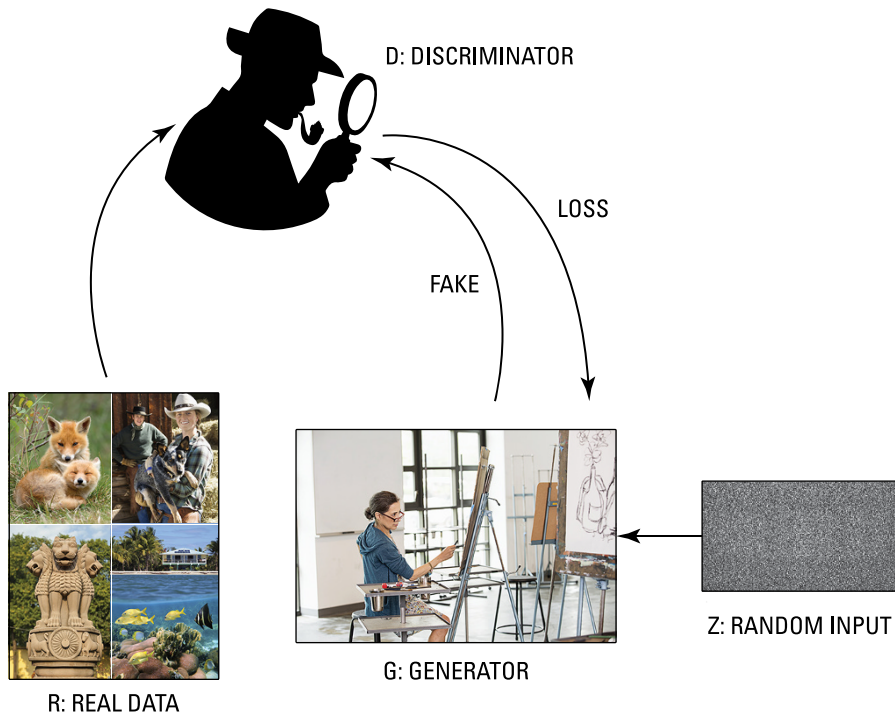 D: DISCRIMINATOR
LOSS
FAKE
Z: RANDOM INPUT
G: GENERATOR
R: REAL DATA